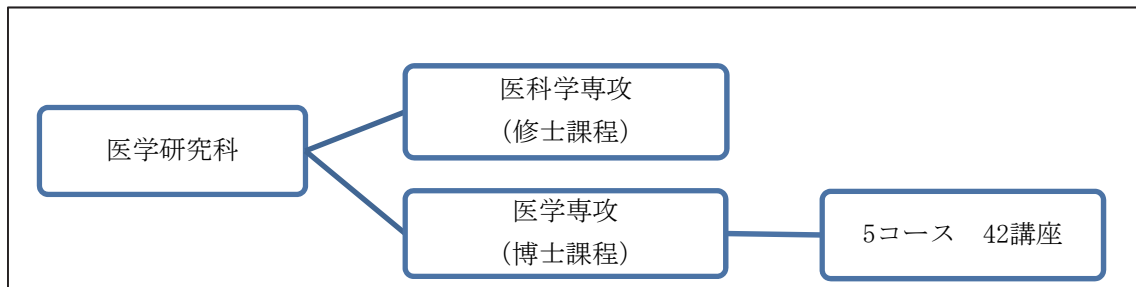 医学研究科
医科学専攻
(修士課程)
医学専攻
(博士課程)
5コース　42講座